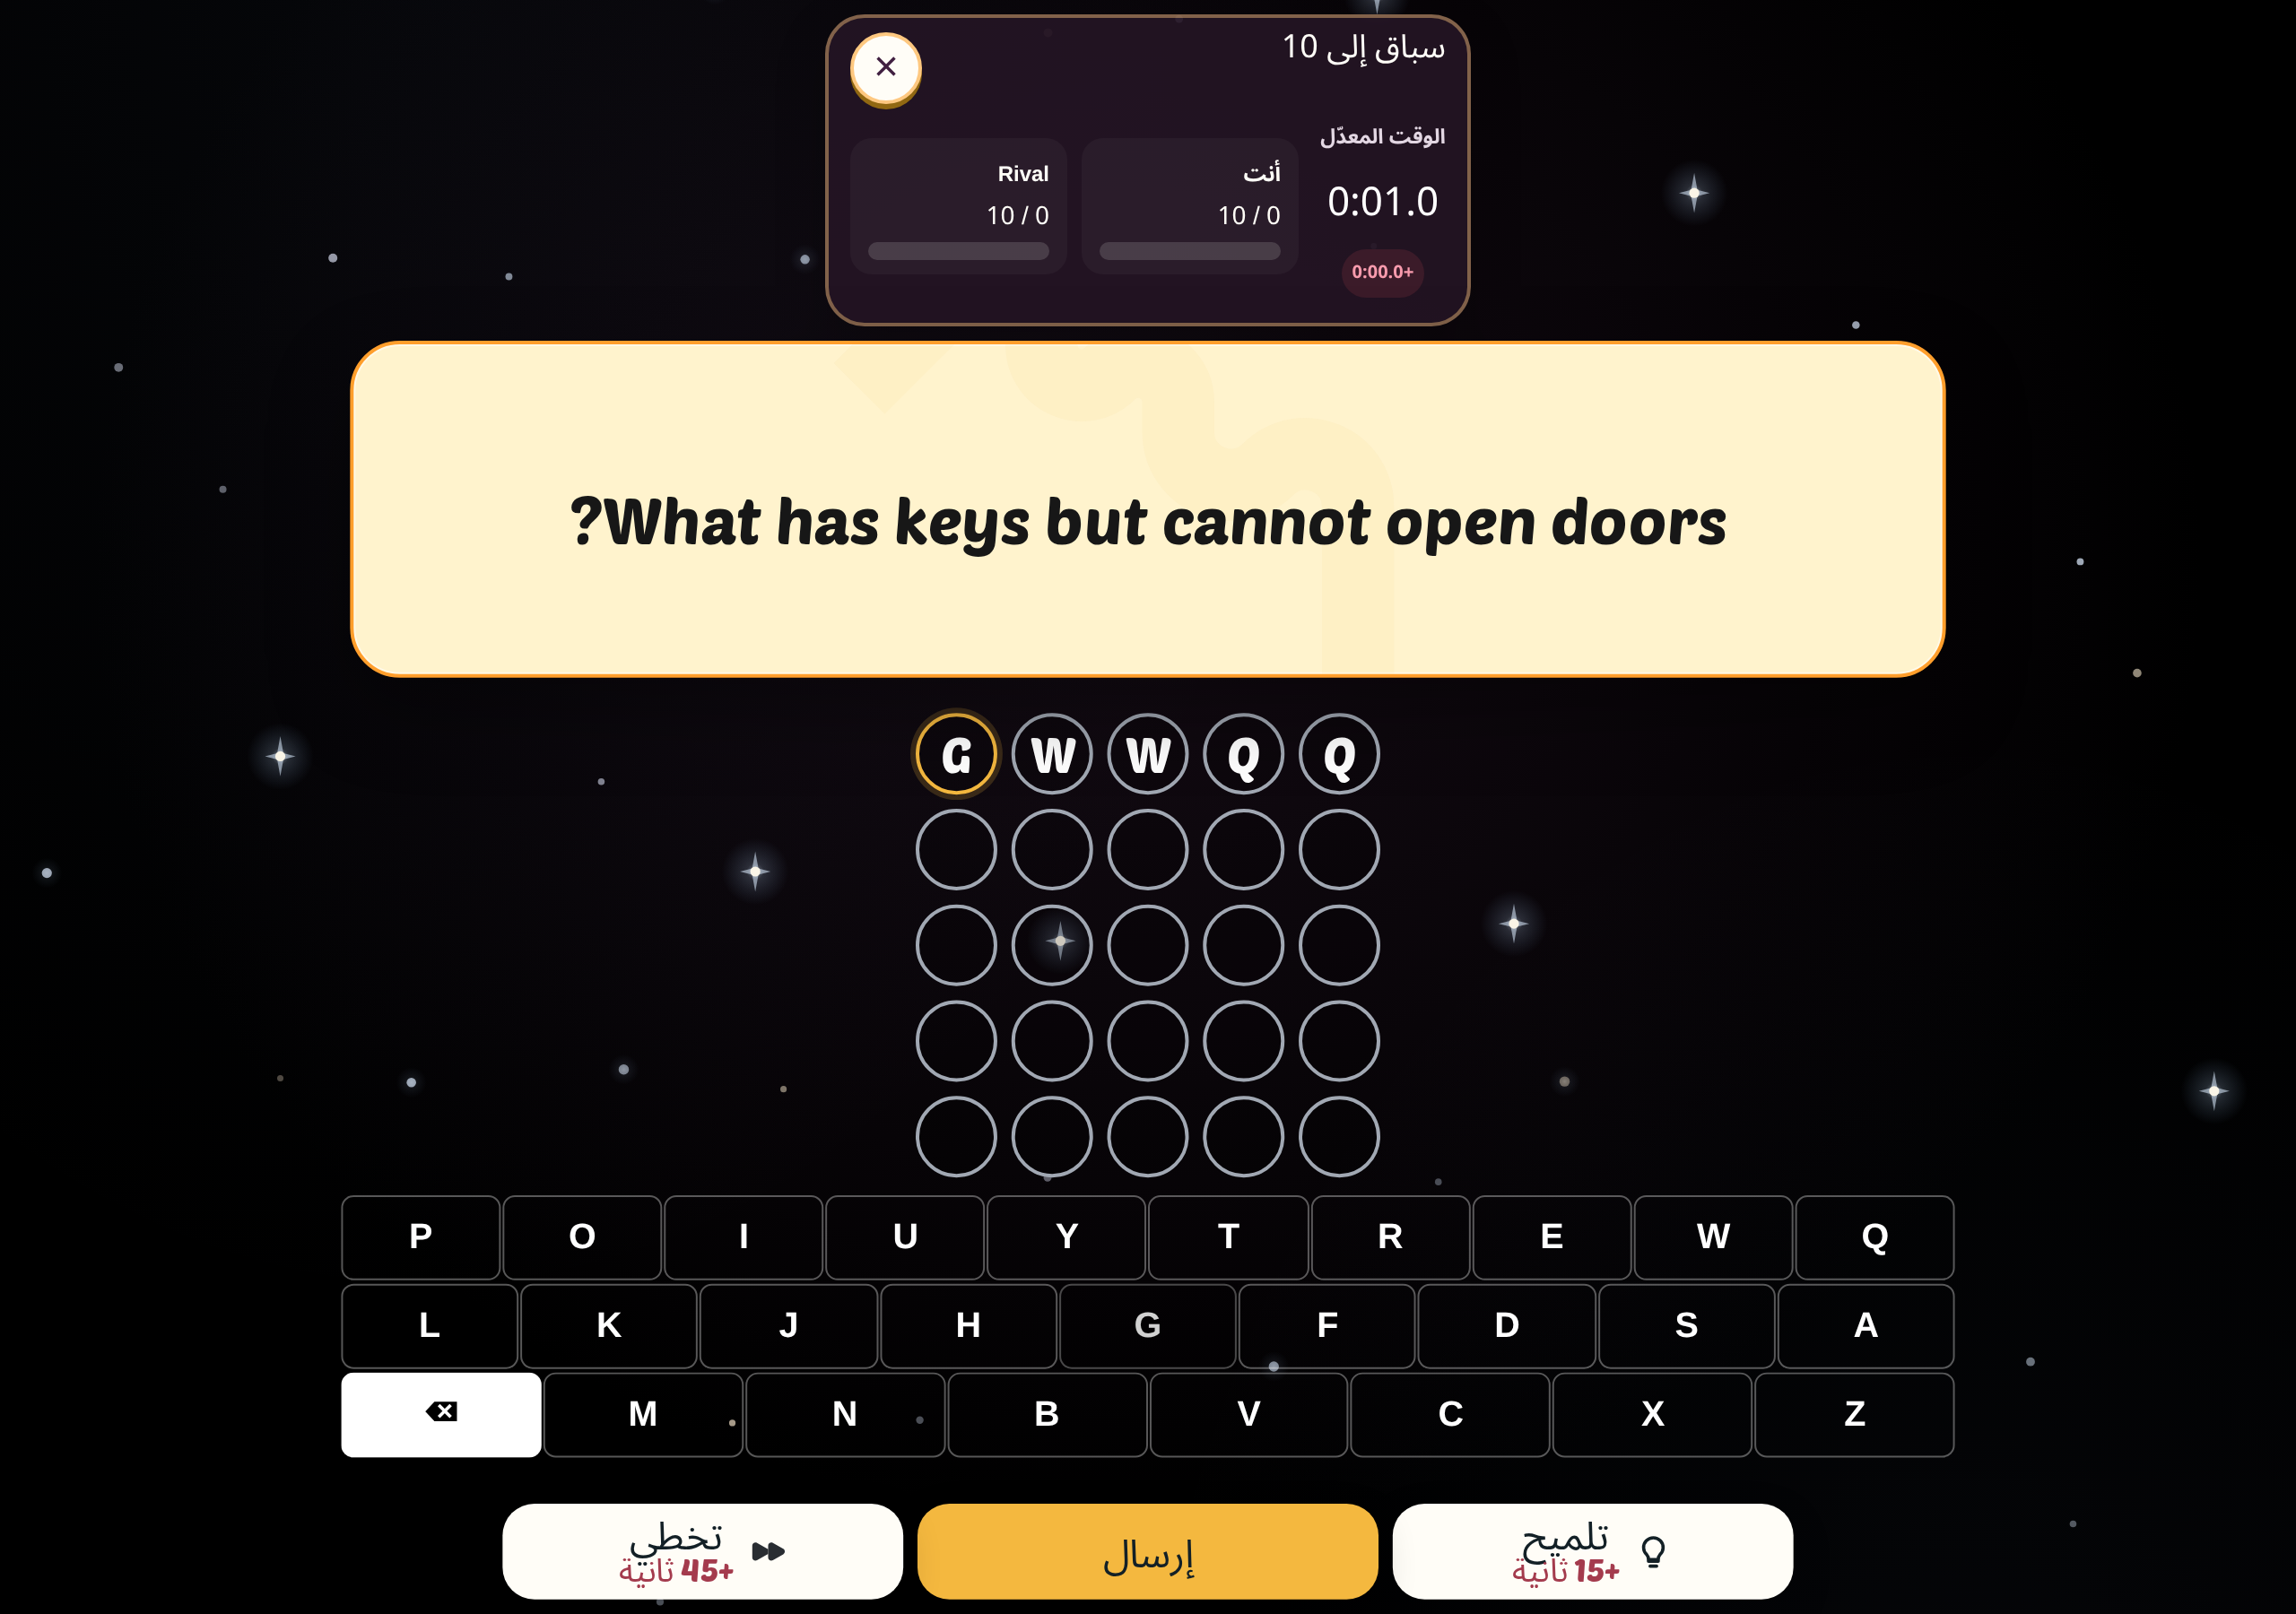 سباق إلى 10
×
الوقت المعدّل
0:01.0
+0:00.0
أنت
0 / 10
Rival
0 / 10
?What has keys but cannot open doors
G W W Q Q
P O I U Y T R E W Q
L K J H G F D S A
M N B V C X Z
تلميح
+15 ثانية
إرسال
تخطي
+45 ثانية